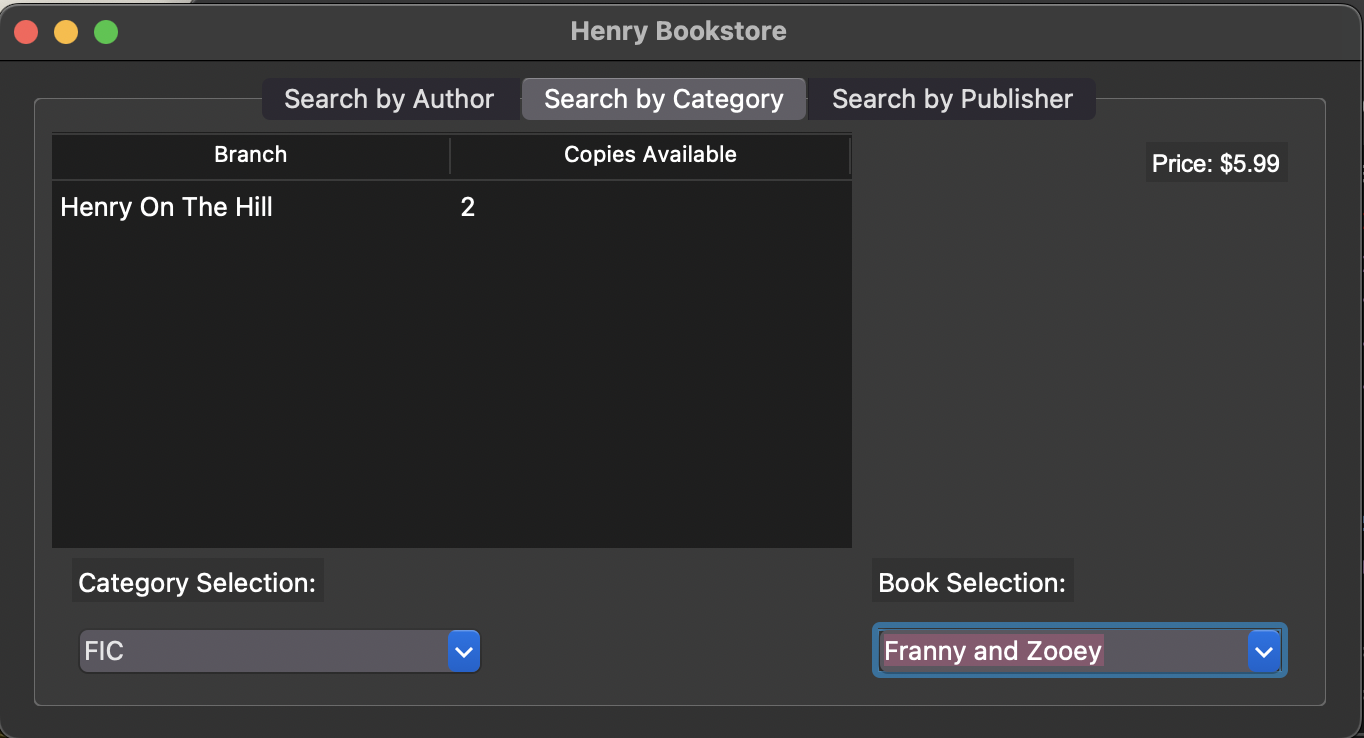 Henry Bookstore
Search by Author Search by Category Search by Publisher
Branch Copies Available
Price: $5.99
Henry On The Hill 2
Category Selection: Book Selection:
FIC Franny and Zooey